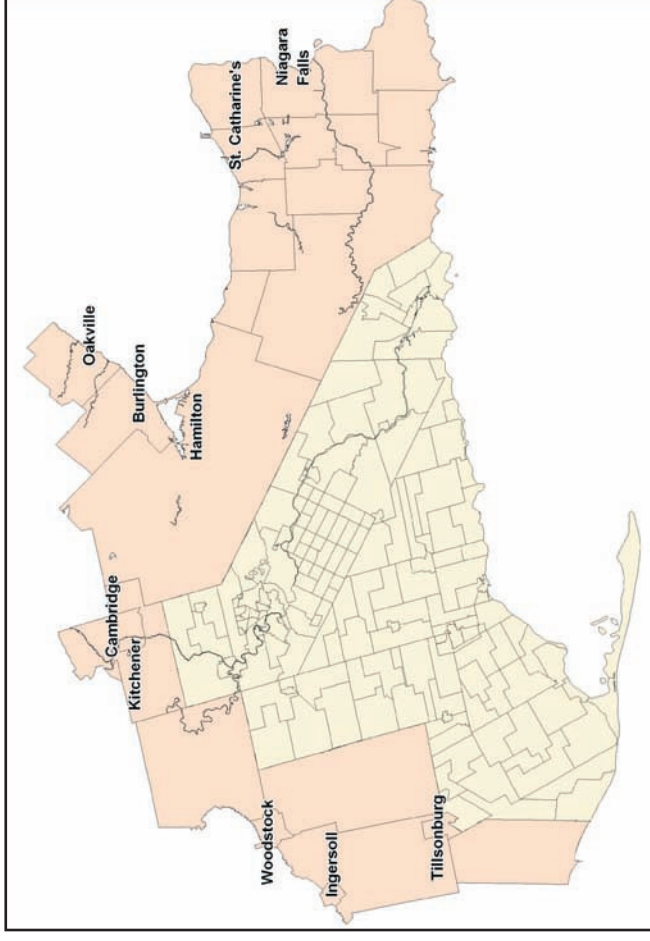 Oakville
Burlington
Hamilton
St. Catharine's
Niagara
Falls
Cambridge
Kitchener
Woodstock
Ingersoll
Tillsonburg